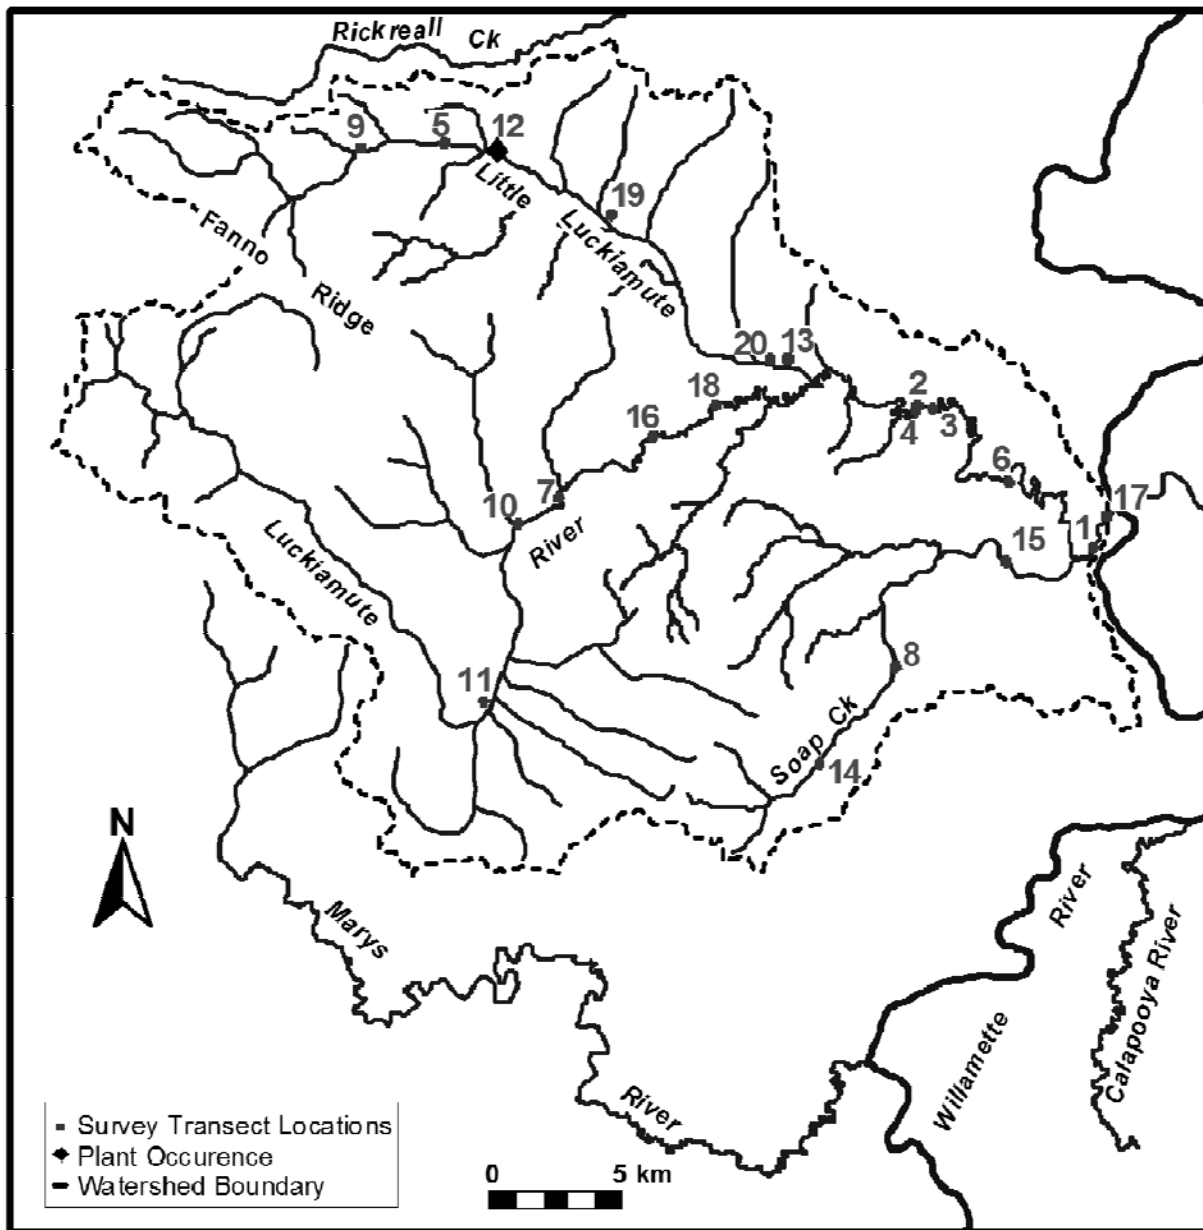 Rickreall Ck
9
5
12
Little
19
Fanno
Luckiamute
Ridge
20
13
18
2
16
4
3
6
7
10
17
River
1
15
Luckiamute
8
11
Soap Ck
14
N
River
Marys
Calapooya River
Willamette
River
Survey Transect Locations
Plant Occurence
Watershed Boundary
0 5 km